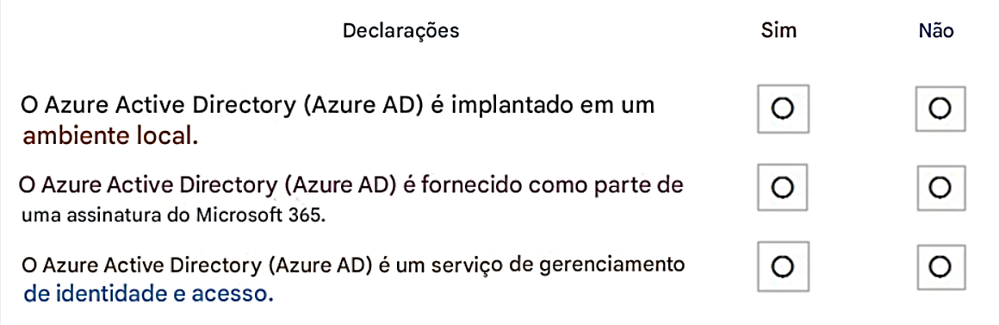 Declarações Sim Não
O Azure Active Directory (Azure AD) é implantado em um
ambiente local.
O Azure Active Directory (Azure AD) é fornecido como parte de
uma assinatura do Microsoft 365.
O Azure Active Directory (Azure AD) é um serviço de gerenciamento
de identidade e acesso.